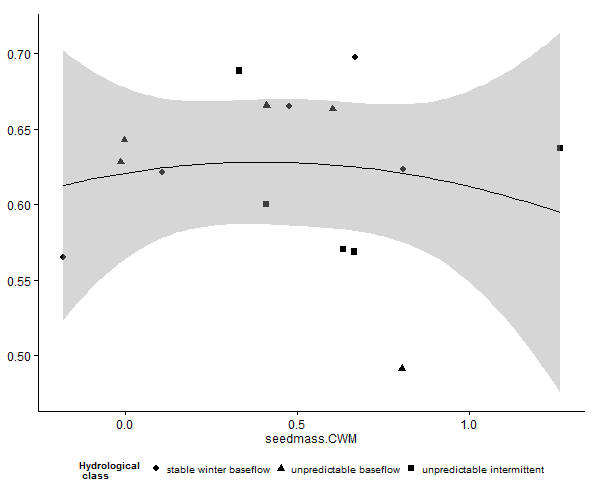 0.70
0.65
0.60
0.55
0.50
0.0 0.5 1.0
seedmass.CWM
Hydrological
class
stable winter baseflow unpredictable baseflow unpredictable intermittent